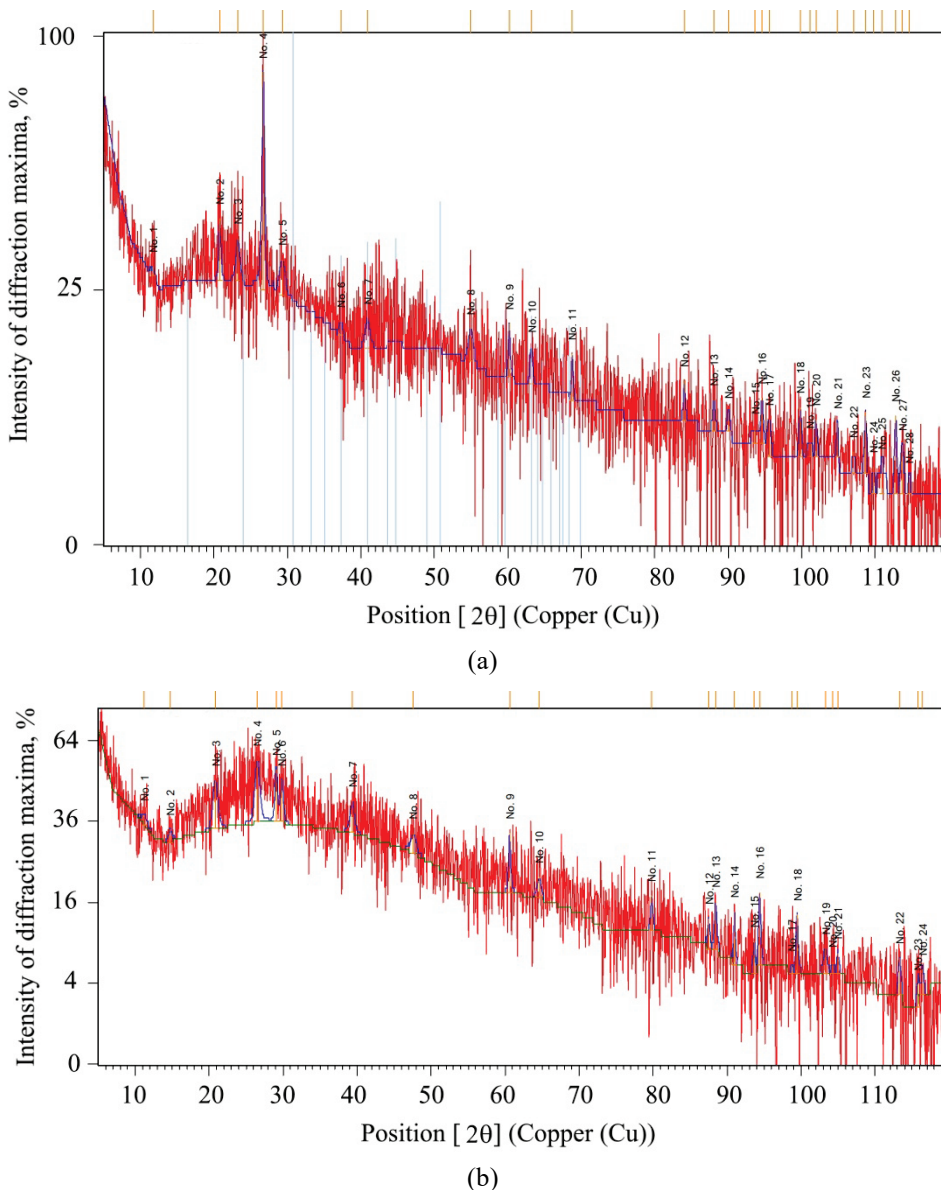 100
25
0
Intensity of diffraction maxima, %
No. 1
No. 2
No. 3
No. 4
No. 5
No. 6
No. 7
No. 8
No. 9
No. 10
No. 11
No. 12
No. 13
No. 14
No. 15
No. 16
No. 17
No. 18
No. 19
No. 20
No. 21
No. 22
No. 23
No. 24
No. 25
No. 26
No. 27
No. 28
10 20 30 40 50 60 70 80 90 100 110
Position [ 2θ] (Copper (Cu))
(a)
64
36
16
4
0
Intensity of diffraction maxima, %
No. 1
No. 2
No. 3
No. 4
No. 5
No. 6
No. 7
No. 8
No. 9
No. 10
No. 11
No. 12
No. 13
No. 14
No. 15
No. 16
No. 17
No. 18
No. 19
No. 20
No. 21
No. 22
No. 23
No. 24
10 20 30 40 50 60 70 80 90 100 110
Position [ 2θ] (Copper (Cu))
(b)